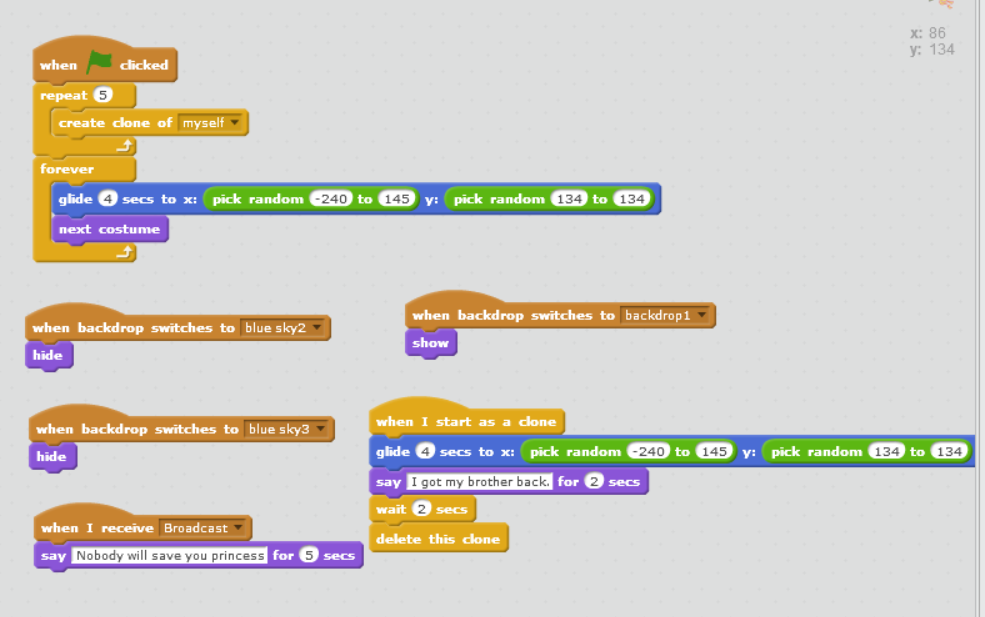 x: 86
y: 134
when clicked
repeat 5
create clone of myself
forever
glide 4 secs to x: pick random -240 to 145 y: pick random 134 to 134
next costume
when backdrop switches to blue sky2
hide
when backdrop switches to backdrop1
show
when backdrop switches to blue sky3
hide
when I start as a clone
glide 4 secs to x: pick random -240 to 145 y: pick random 134 to 134
say I got my brother back. for 2 secs
wait 2 secs
delete this clone
when I receive Broadcast
say Nobody will save you princess for 5 secs